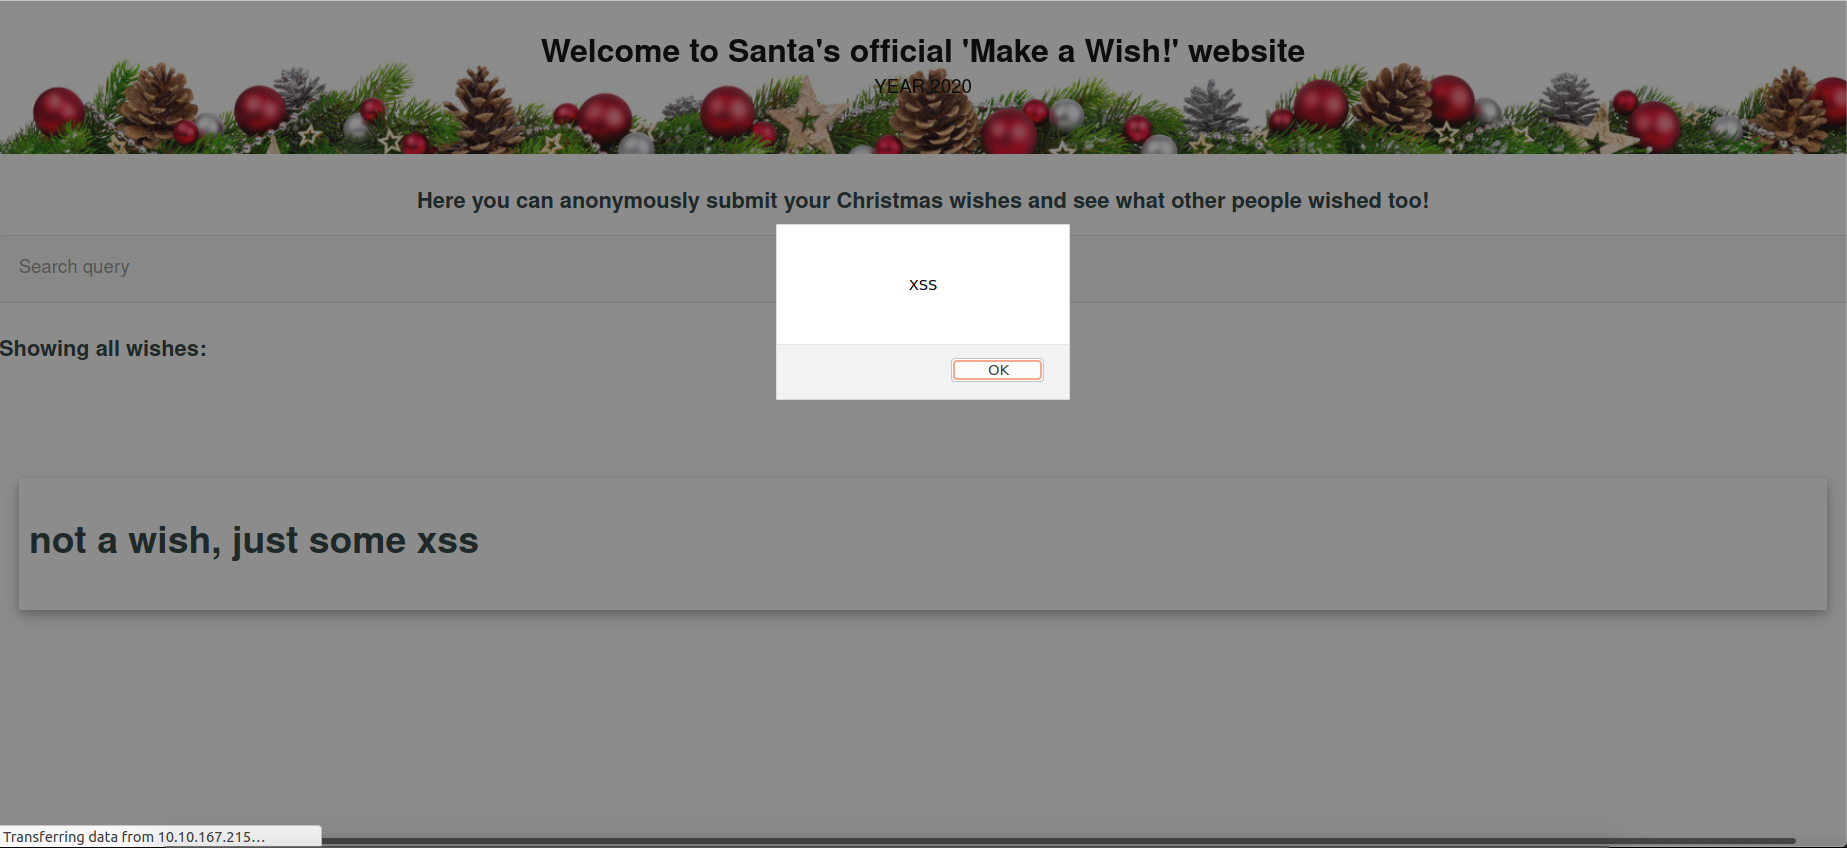 Welcome to Santa's official 'Make a Wish!' website
YEAR 2020
Here you can anonymously submit your Christmas wishes and see what other people wished too!
Search query
XSS
OK
Showing all wishes:
not a wish, just some xss
Transferring data from 10.10.167.215…